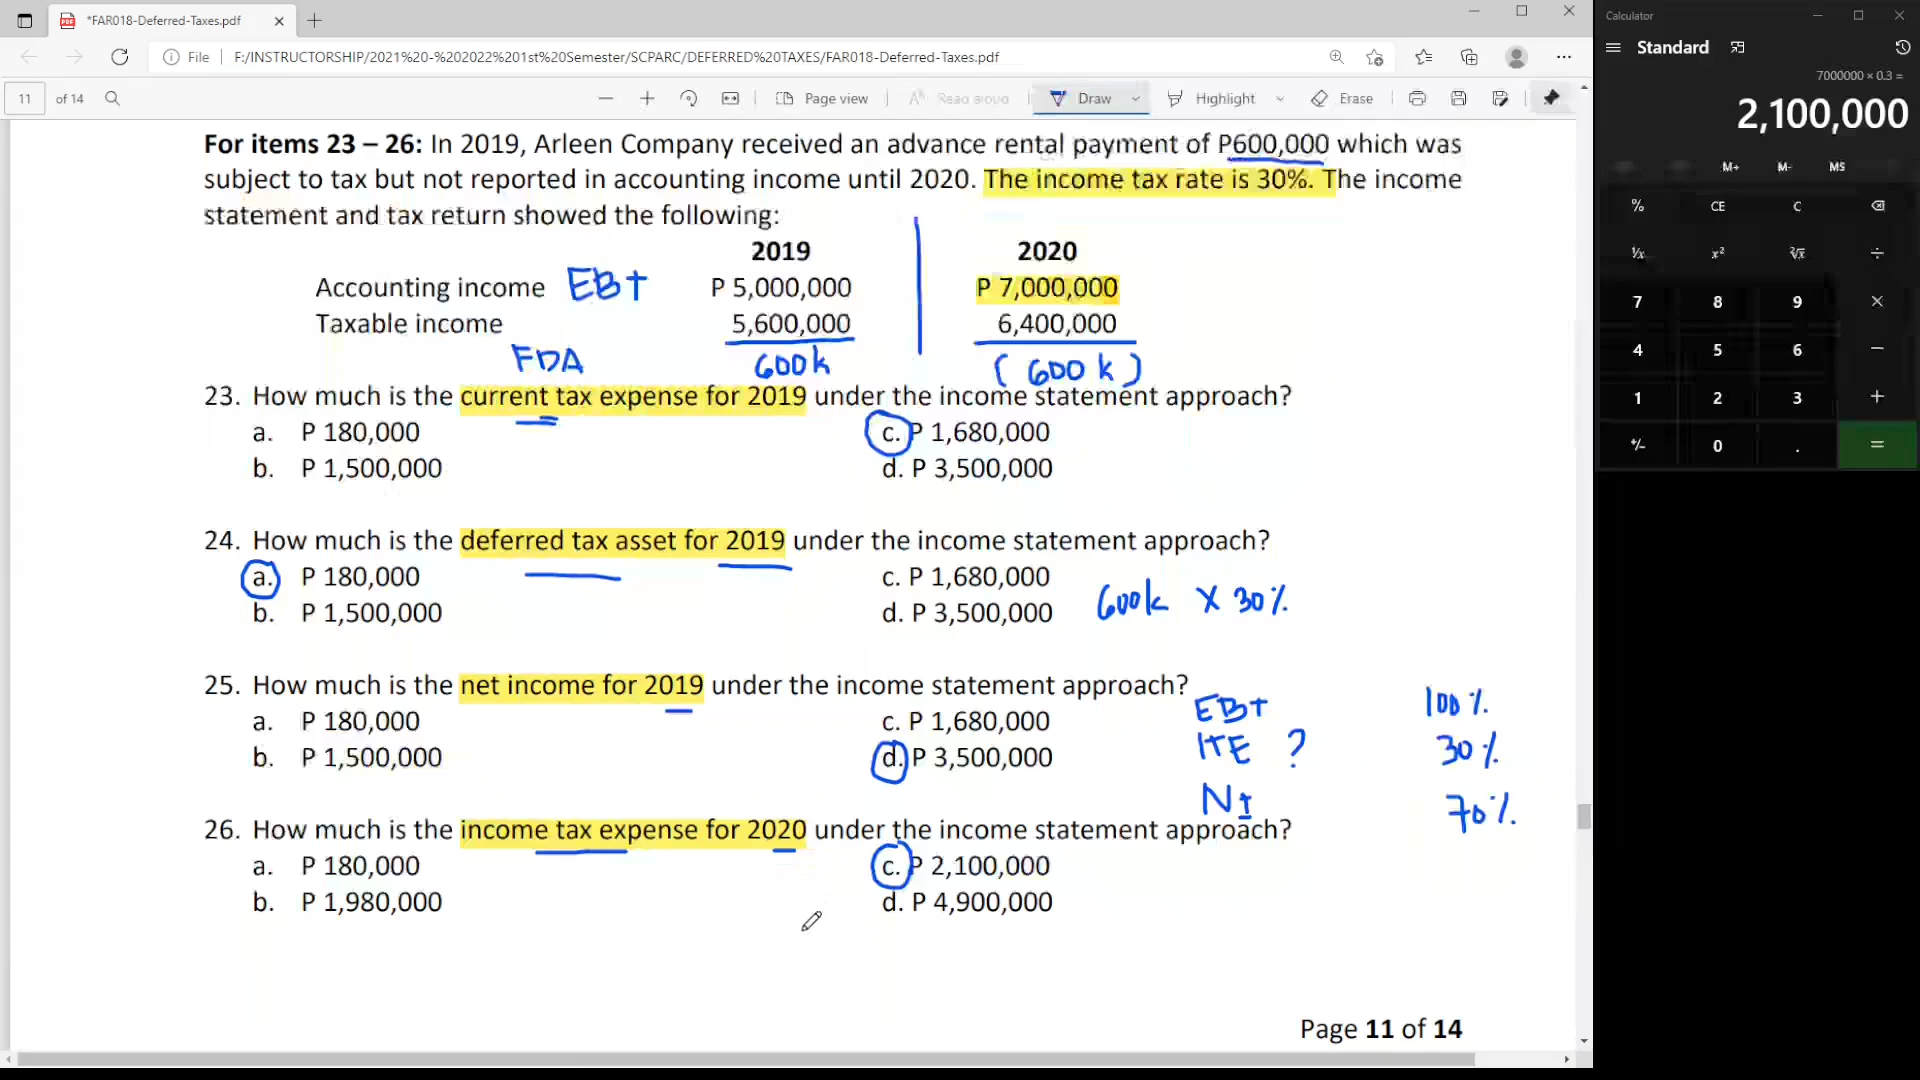 *FAR018-Deferred-Taxes.pdf
File F:/INSTRUCTORSHIP/2021%20-%202022%201st%20Semester/SCPARC/DEFERRED%20TAXES/FAR018-Deferred-Taxes.pdf
11 of 14 Page view Read aloud Draw Highlight Erase
For items 23 – 26: In 2019, Arleen Company received an advance rental payment of P600,000 which was
subject to tax but not reported in accounting income until 2020. The income tax rate is 30%. The income
statement and tax return showed the following:
2019 2020
Accounting income EBT P 5,000,000 P 7,000,000
Taxable income 5,600,000 6,400,000
FDA 600k (600k)
23. How much is the current tax expense for 2019 under the income statement approach?
a. P 180,000 c. P 1,680,000
b. P 1,500,000 d. P 3,500,000
24. How much is the deferred tax asset for 2019 under the income statement approach?
a. P 180,000 c. P 1,680,000
b. P 1,500,000 d. P 3,500,000 600k X 30%
25. How much is the net income for 2019 under the income statement approach?
EBT 100%
a. P 180,000 c. P 1,680,000
b. P 1,500,000 d. P 3,500,000 ITE ? 30%
NI 70%
26. How much is the income tax expense for 2020 under the income statement approach?
a. P 180,000 c. P 2,100,000
b. P 1,980,000 d. P 4,900,000
Page 11 of 14
Calculator
Standard
7000000 × 0.3 =
2,100,000
M+ M- MS
% CE C
¹/x x² ²√x ÷
7 8 9 ×
4 5 6 −
1 2 3 +
+/- 0 . =